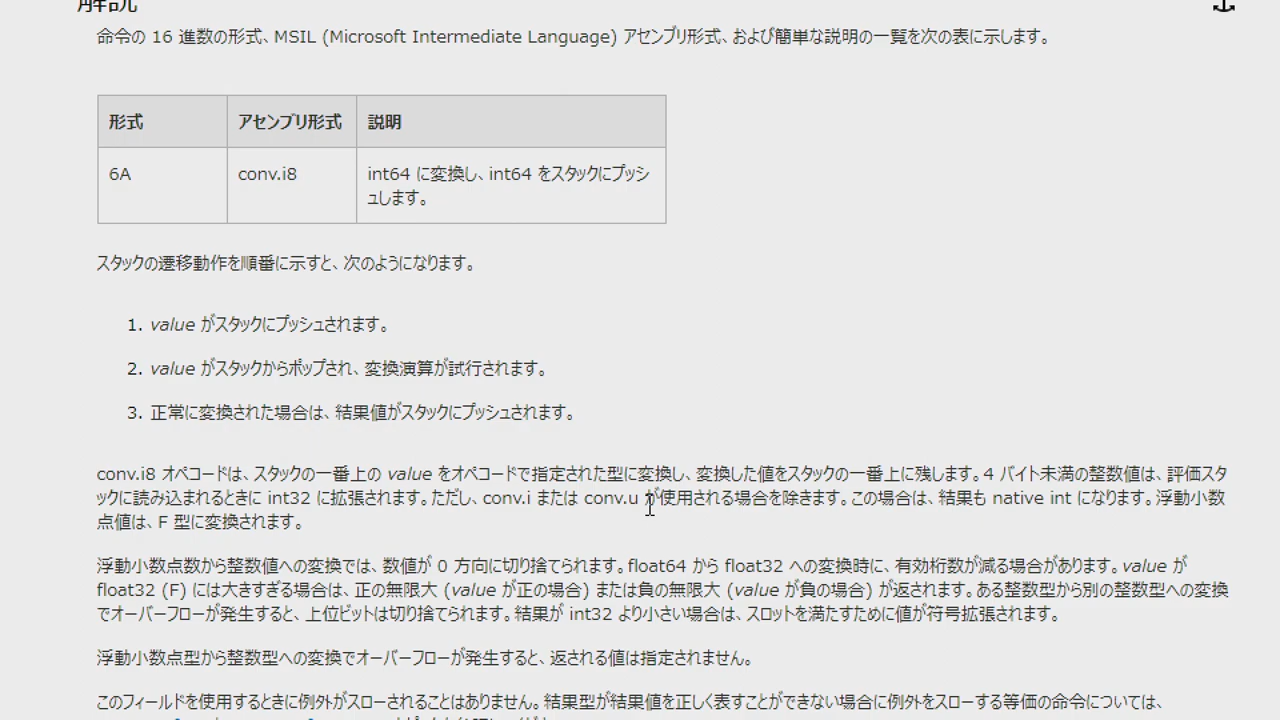 解説
命令の 16 進数の形式、MSIL (Microsoft Intermediate Language) アセンブリ形式、および簡単な説明の一覧を次の表に示します。
形式 アセンブリ形式 説明
6A conv.i8 int64 に変換し、int64 をスタックにプッシ
ュします。
スタックの遷移動作を順番に示すと、次のようになります。
1. value がスタックにプッシュされます。
2. value がスタックからポップされ、変換演算が試行されます。
3. 正常に変換された場合は、結果値がスタックにプッシュされます。
conv.i8 オペコードは、スタックの一番上の value をオペコードで指定された型に変換し、変換した値をスタックの一番上に残します。4 バイト未満の整数値は、評価スタ
ックに読み込まれるときに int32 に拡張されます。ただし、conv.i または conv.u が使用される場合を除きます。この場合は、結果も native int になります。浮動小数
点値は、F 型に変換されます。
浮動小数点数から整数値への変換では、数値が 0 方向に切り捨てられます。float64 から float32 への変換時に、有効桁数が減る場合があります。value が
float32 (F) には大きすぎる場合は、正の無限大 (value が正の場合) または負の無限大 (value が負の場合) が返されます。ある整数型から別の整数型への変換
でオーバーフローが発生すると、上位ビットは切り捨てられます。結果が int32 より小さい場合は、スロットを満たすために値が符号拡張されます。
浮動小数点型から整数型への変換でオーバーフローが発生すると、返される値は指定されません。
このフィールドを使用するときに例外がスローされることはありません。結果型が結果値を正しく表すことができない場合に例外をスローする等価の命令については、